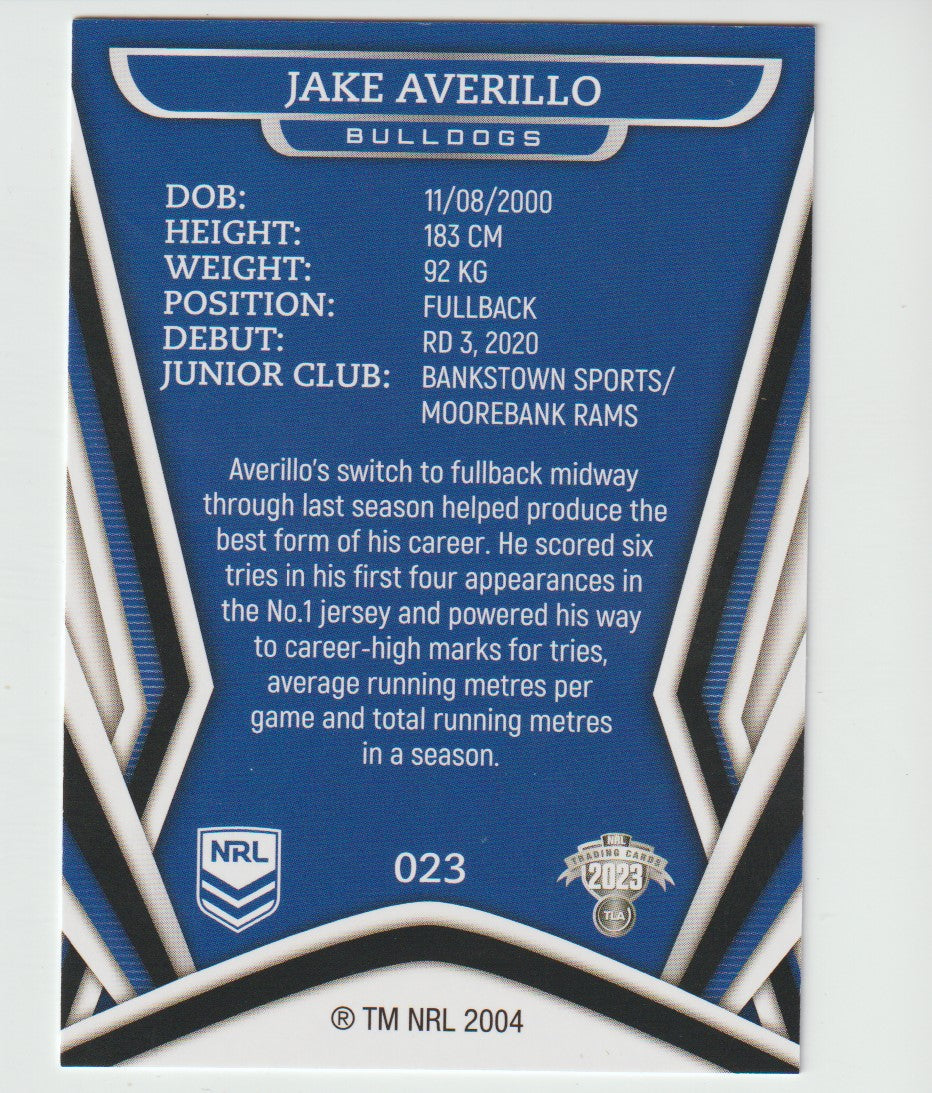 JAKE AVERILLO
BULLDOGS
DOB: 11/08/2000
HEIGHT: 183 CM
WEIGHT: 92 KG
POSITION: FULLBACK
DEBUT: RD 3, 2020
JUNIOR CLUB: BANKSTOWN SPORTS/
MOOREBANK RAMS
Averillo's switch to fullback midway
through last season helped produce the
best form of his career. He scored six
tries in his first four appearances in
the No.1 jersey and powered his way
to career-high marks for tries,
average running metres per
game and total running metres
in a season.
NRL
023
NRL
TRADING CARDS
2023
TLA
® TM NRL 2004